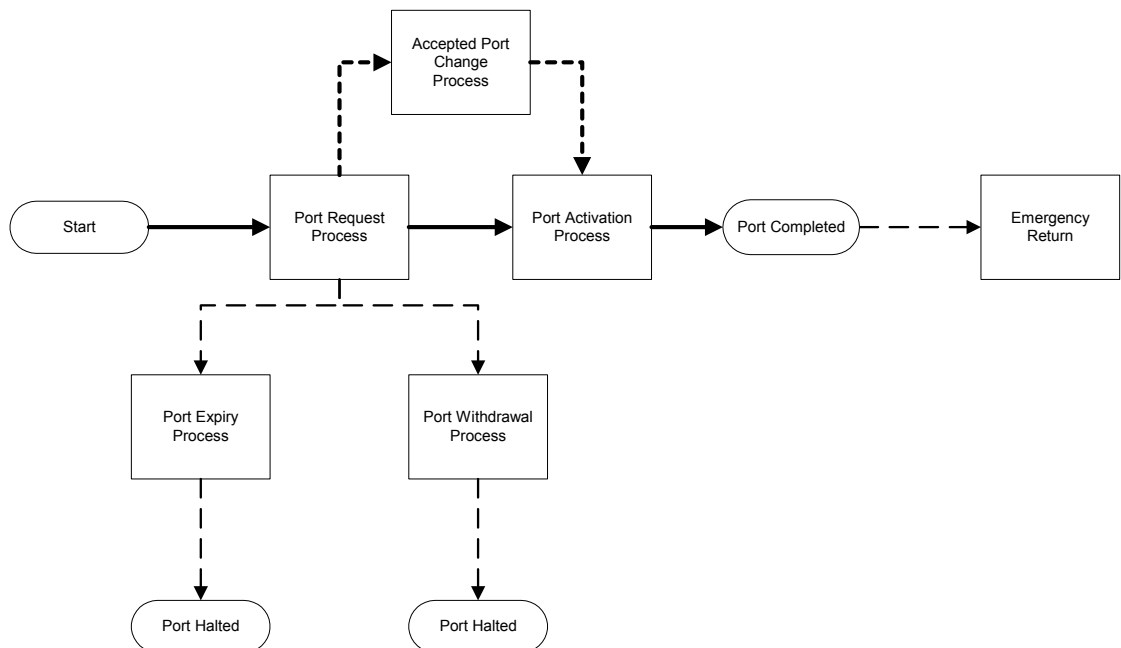 Accepted Port
Change
Process
Start
Port Request
Process
Port Activation
Process
Port Completed
Emergency
Return
Port Expiry
Process
Port Withdrawal
Process
Port Halted
Port Halted